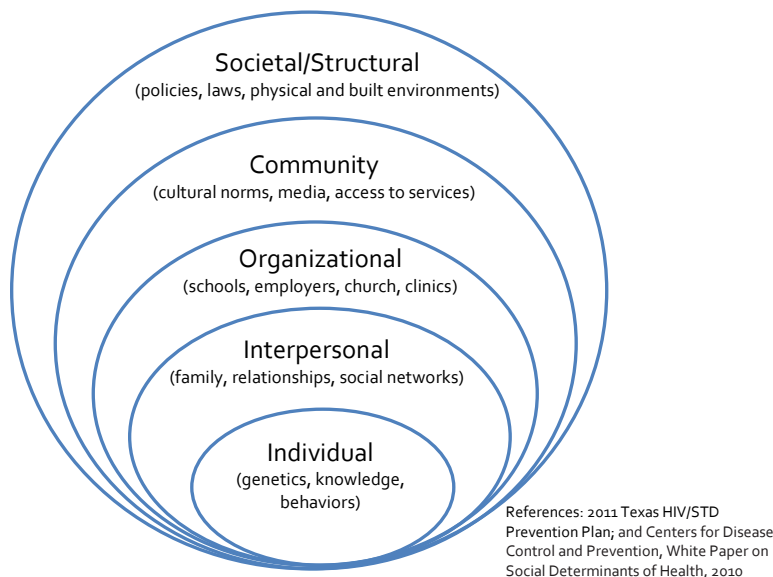 Societal/Structural
(policies, laws, physical and built environments)
Community
(cultural norms, media, access to services)
Organizational
(schools, employers, church, clinics)
Interpersonal
(family, relationships, social networks)
Individual
(genetics, knowledge,
behaviors)
References: 2011 Texas HIV/STD
Prevention Plan; and Centers for Disease
Control and Prevention, White Paper on
Social Determinants of Health, 2010